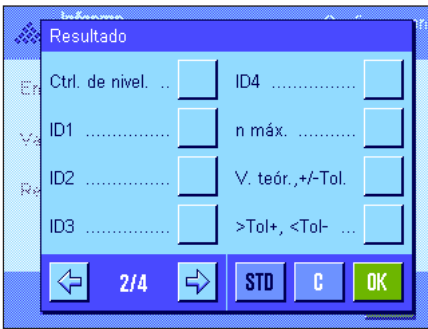 Resultado
Ctrl. de nivel. ..
ID1 ...............
ID2 ...............
ID3 ...............
ID4 ...............
n máx. ...........
V. teór.,+/-Tol.
>Tol+, <Tol- ...
2/4
STD
C
OK